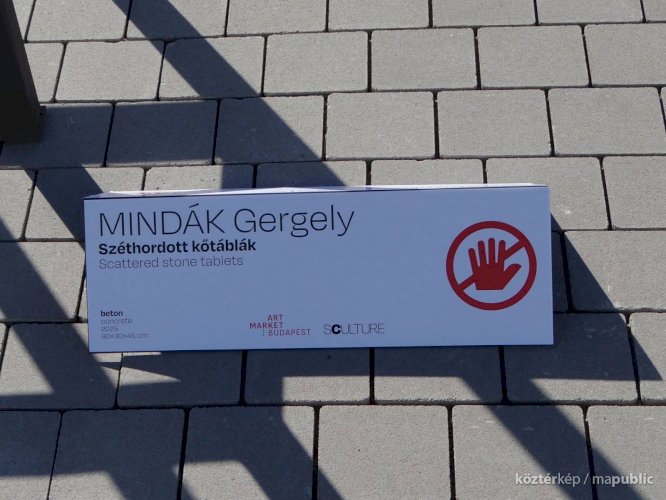 MINDÁK Gergely
Széthordott kőtáblák
Scattered stone tablets
beton
concrete
2025
90×30×45 cm
ART
MARKET
BUDAPEST
SCULTURE
köztérkép / mapublic